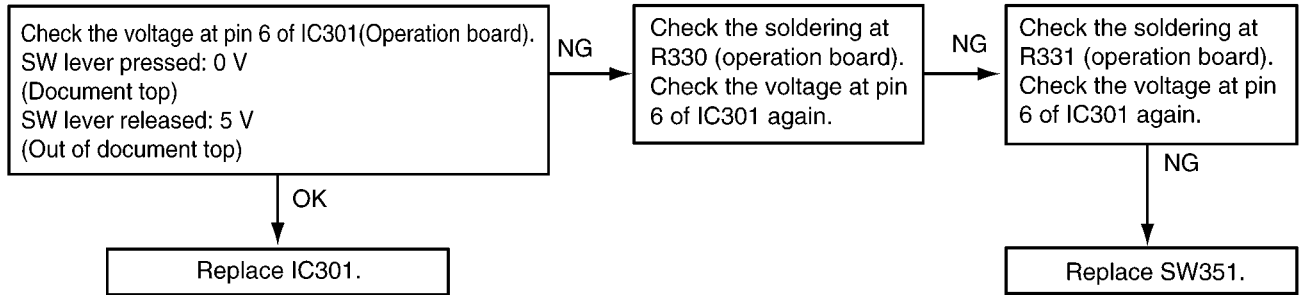 Check the voltage at pin 6 of IC301(Operation board).
SW lever pressed: 0 V
(Document top)
SW lever released: 5 V
(Out of document top)
NG
Check the soldering at
R330 (operation board).
Check the voltage at pin
6 of IC301 again.
NG
Check the soldering at
R331 (operation board).
Check the voltage at pin
6 of IC301 again.
OK
NG
Replace IC301.
Replace SW351.